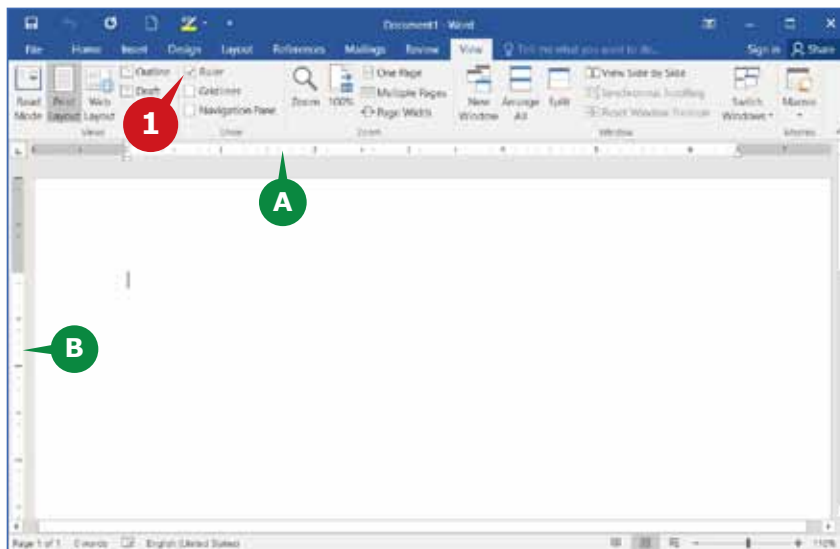 Document1 - Word
File Home Insert Design Layout References Mailings Review View Tell me what you want to do... Sign in Share
Outline Ruler One Page View Side by Side
Draft Gridlines Multiple Pages Synchronous Scrolling
Navigation Pane Page Width Reset Window Position
Read Mode Print Layout Web Layout Zoom 100% New Window Arrange All Split Switch Windows Macros
Views Show Zoom Window Macros
1
A
B
Page 1 of 1 0 words English (United States) 110%